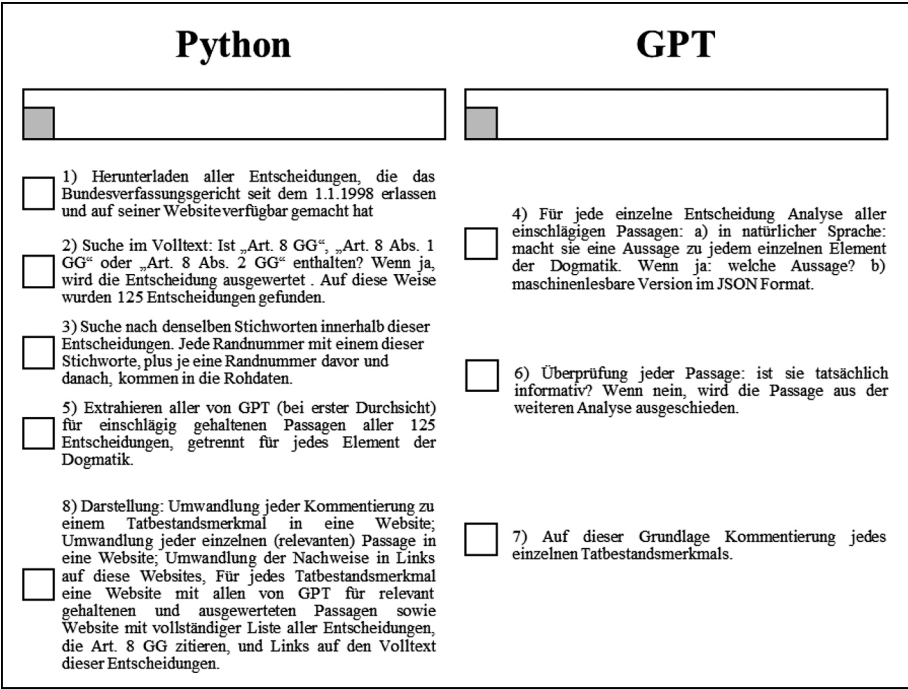 Python
1) Herunterladen aller Entscheidungen, die das
Bundesverfassungsgericht seit dem 1.1.1998 erlassen
und auf seiner Website verfügbar gemacht hat
2) Suche im Volltext: Ist „Art. 8 GG“, „Art. 8 Abs. 1
GG“ oder „Art. 8 Abs. 2 GG“ enthalten? Wenn ja,
wird die Entscheidung ausgewertet . Auf diese Weise
wurden 125 Entscheidungen gefunden.
3) Suche nach denselben Stichworten innerhalb dieser
Entscheidungen. Jede Randnummer mit einem dieser
Stichworte, plus je eine Randnummer davor und
danach, kommen in die Rohdaten.
5) Extrahieren aller von GPT (bei erster Durchsicht)
für einschlägig gehaltenen Passagen aller 125
Entscheidungen, getrennt für jedes Element der
Dogmatik.
8) Darstellung: Umwandlung jeder Kommentierung zu
einem Tatbestandsmerkmal in eine Website;
Umwandlung jeder einzelnen (relevanten) Passage in
eine Website; Umwandlung der Nachweise in Links
auf diese Websites, Für jedes Tatbestandsmerkmal
eine Website mit allen von GPT für relevant
gehaltenen und ausgewerteten Passagen sowie
Website mit vollständiger Liste aller Entscheidungen,
die Art. 8 GG zitieren, und Links auf den Volltext
dieser Entscheidungen.
GPT
4) Für jede einzelne Entscheidung Analyse aller
einschlägigen Passagen: a) in natürlicher Sprache:
macht sie eine Aussage zu jedem einzelnen Element
der Dogmatik. Wenn ja: welche Aussage? b)
maschinenlesbare Version im JSON Format.
6) Überprüfung jeder Passage: ist sie tatsächlich
informativ? Wenn nein, wird die Passage aus der
weiteren Analyse ausgeschieden.
7) Auf dieser Grundlage Kommentierung jedes
einzelnen Tatbestandsmerkmals.